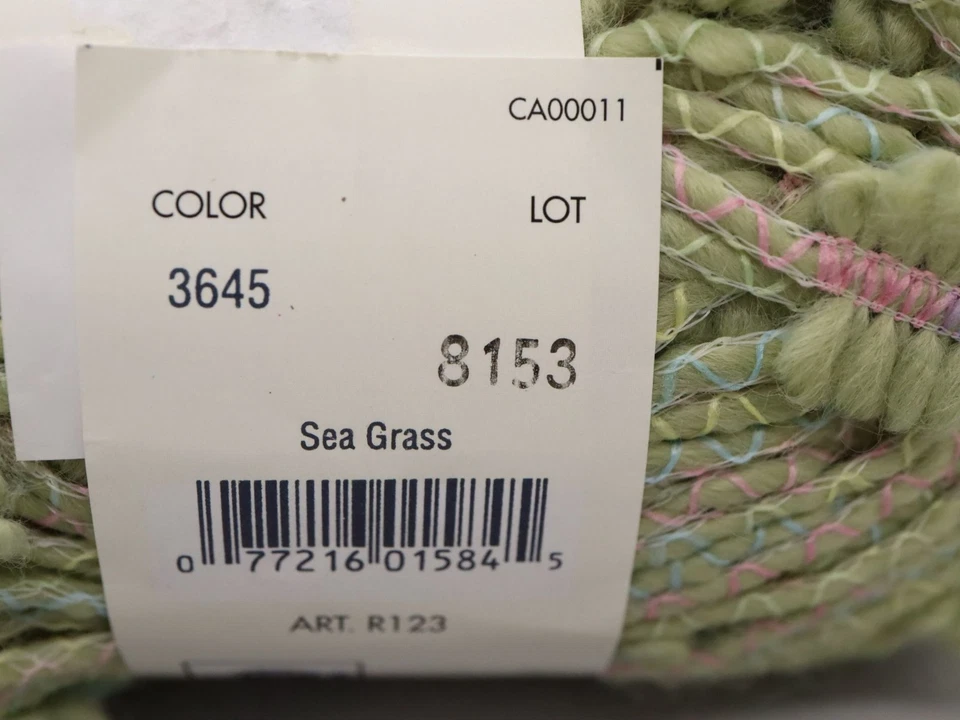 CA00011
COLOR LOT
3645
8153
Sea Grass
0 77216 01584 5
ART. R123